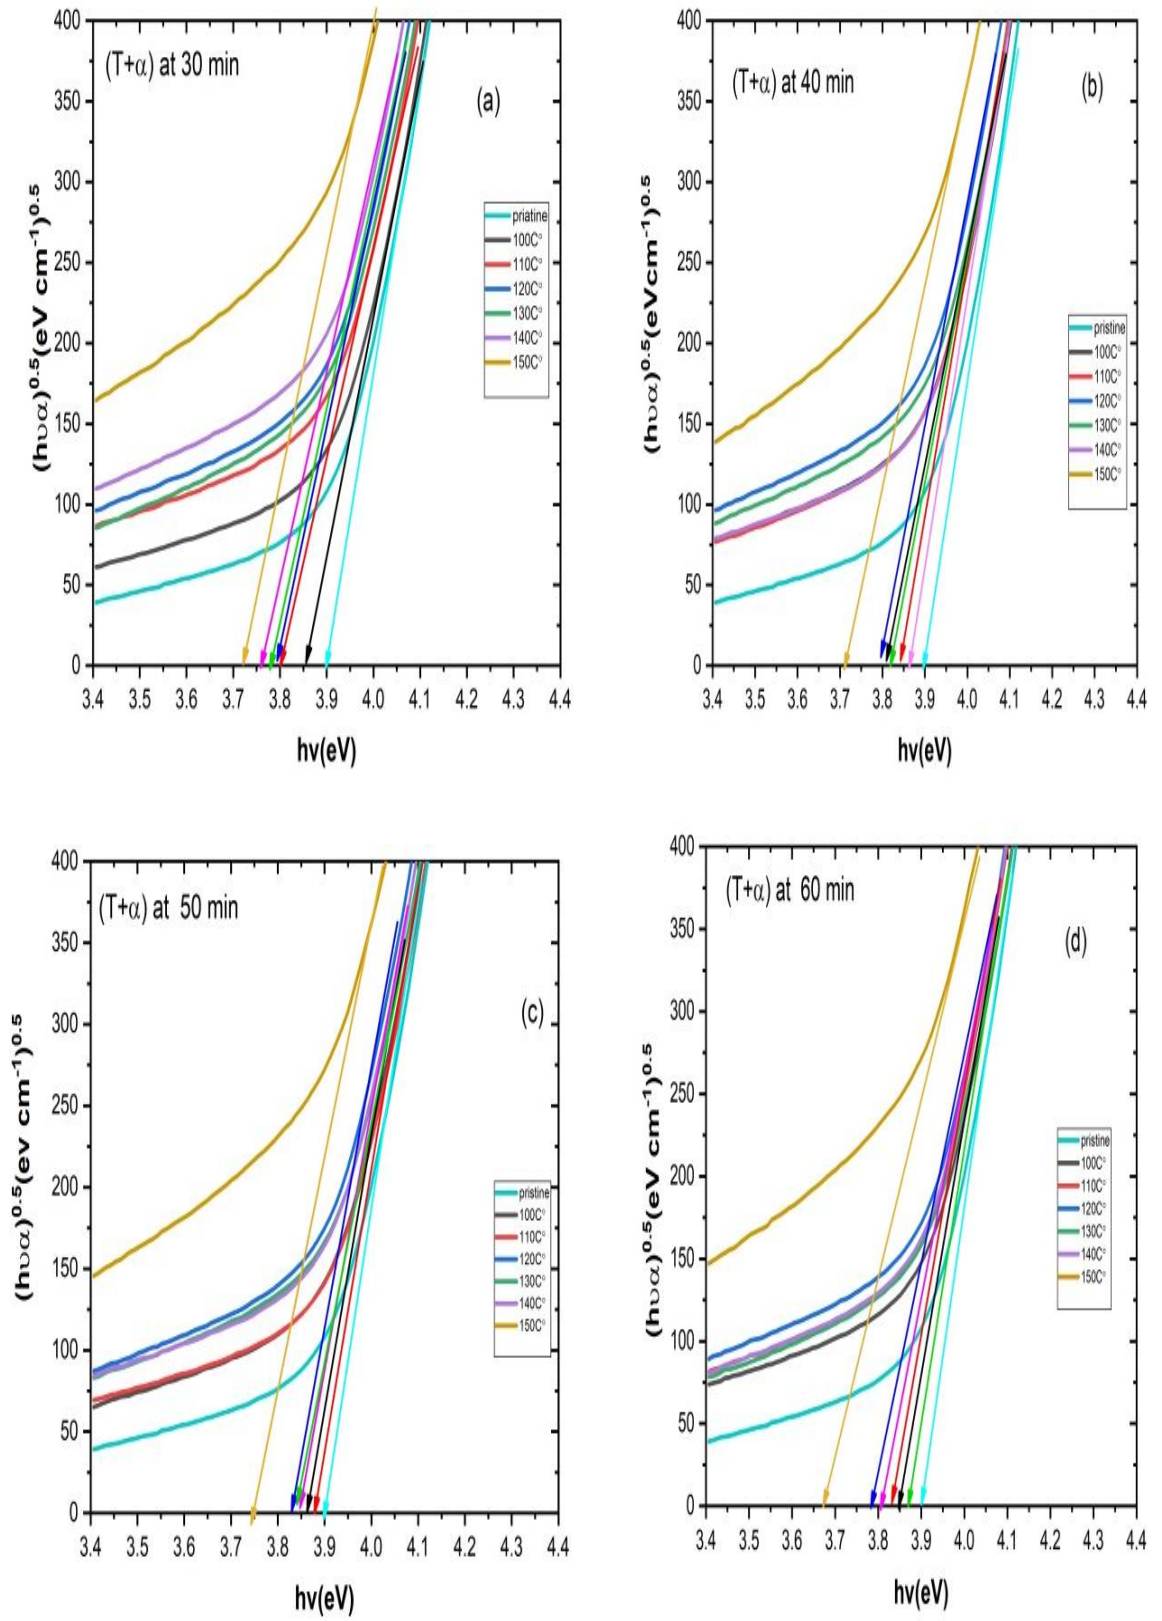 (T+α) at 30 min
(a)
(hυα)^0.5(eV cm^-1)^0.5
400
350
300
250
200
150
100
50
0
priatine
100C°
110C°
120C°
130C°
140C°
150C°
3.4 3.5 3.6 3.7 3.8 3.9 4.0 4.1 4.2 4.3 4.4
hv(eV)
(T+α) at 40 min
(b)
(hυα)^0.5(eVcm^-1)^0.5
400
350
300
250
200
150
100
50
0
pristine
100C°
110C°
120C°
130C°
140C°
150C°
3.4 3.5 3.6 3.7 3.8 3.9 4.0 4.1 4.2 4.3 4.4
hv(eV)
(T+α) at 50 min
(c)
(hυα)^0.5(ev cm^-1)^0.5
400
350
300
250
200
150
100
50
0
pristine
100C°
110C°
120C°
130C°
140C°
150C°
3.4 3.5 3.6 3.7 3.8 3.9 4.0 4.1 4.2 4.3 4.4
hv(eV)
(T+α) at 60 min
(d)
(hυα)^0.5(eV cm^-1)^0.5
400
350
300
250
200
150
100
50
0
pristine
100C°
110C°
120C°
130C°
140C°
150C°
3.4 3.5 3.6 3.7 3.8 3.9 4.0 4.1 4.2 4.3 4.4
hv(eV)